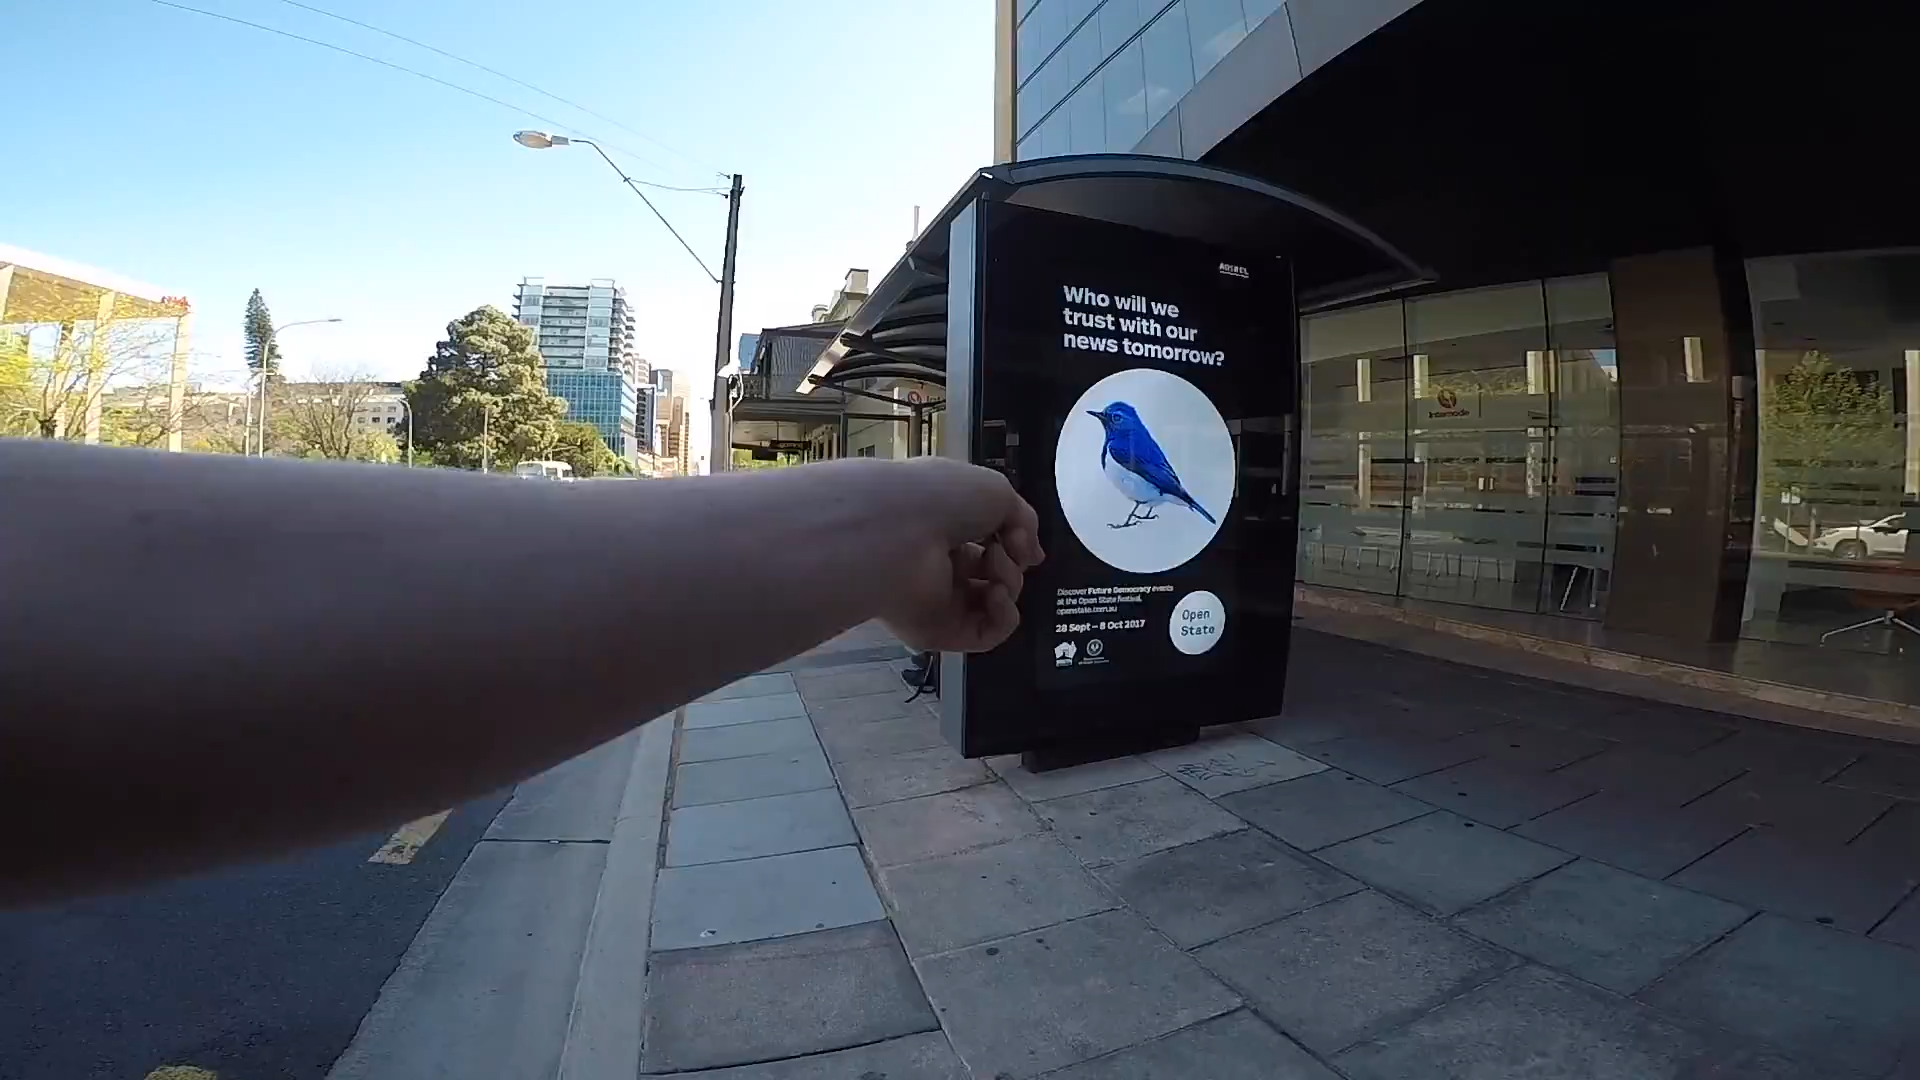 Who will we
trust with our
news tomorrow?
Discover Future Democracy events
at the Open State Festival.
openstate.com.au
28 Sept – 8 Oct 2017
Open
State
Internode